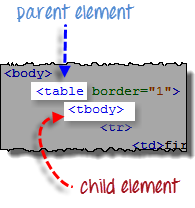 parent element
<body>
<table border="1">
<tbody>
<tr>
<td>fir
child element